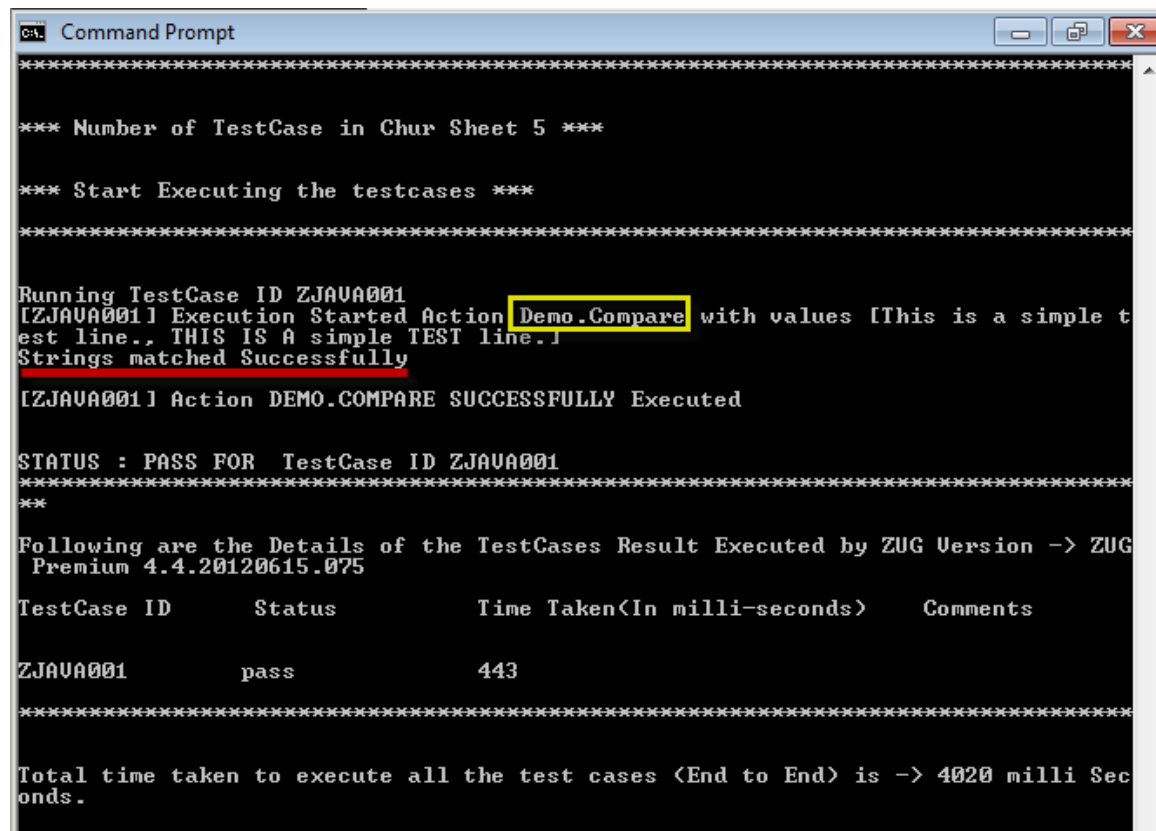 Command Prompt
*******************************************************************************
*** Number of TestCase in Chur Sheet 5 ***
*** Start Executing the testcases ***
*******************************************************************************
Running TestCase ID ZJAVA001
[ZJAVA001] Execution Started Action Demo.Compare with values [This is a simple t
est line., THIS IS A simple TEST line.]
Strings matched Successfully
[ZJAVA001] Action DEMO.COMPARE SUCCESSFULLY Executed
STATUS : PASS FOR  TestCase ID ZJAVA001
*******************************************************************************
**
Following are the Details of the TestCases Result Executed by ZUG Version -> ZUG
 Premium 4.4.20120615.075
TestCase ID      Status          Time Taken(In milli-seconds)    Comments
ZJAVA001        pass             443
*******************************************************************************
Total time taken to execute all the test cases (End to End) is -> 4020 milli Sec
onds.